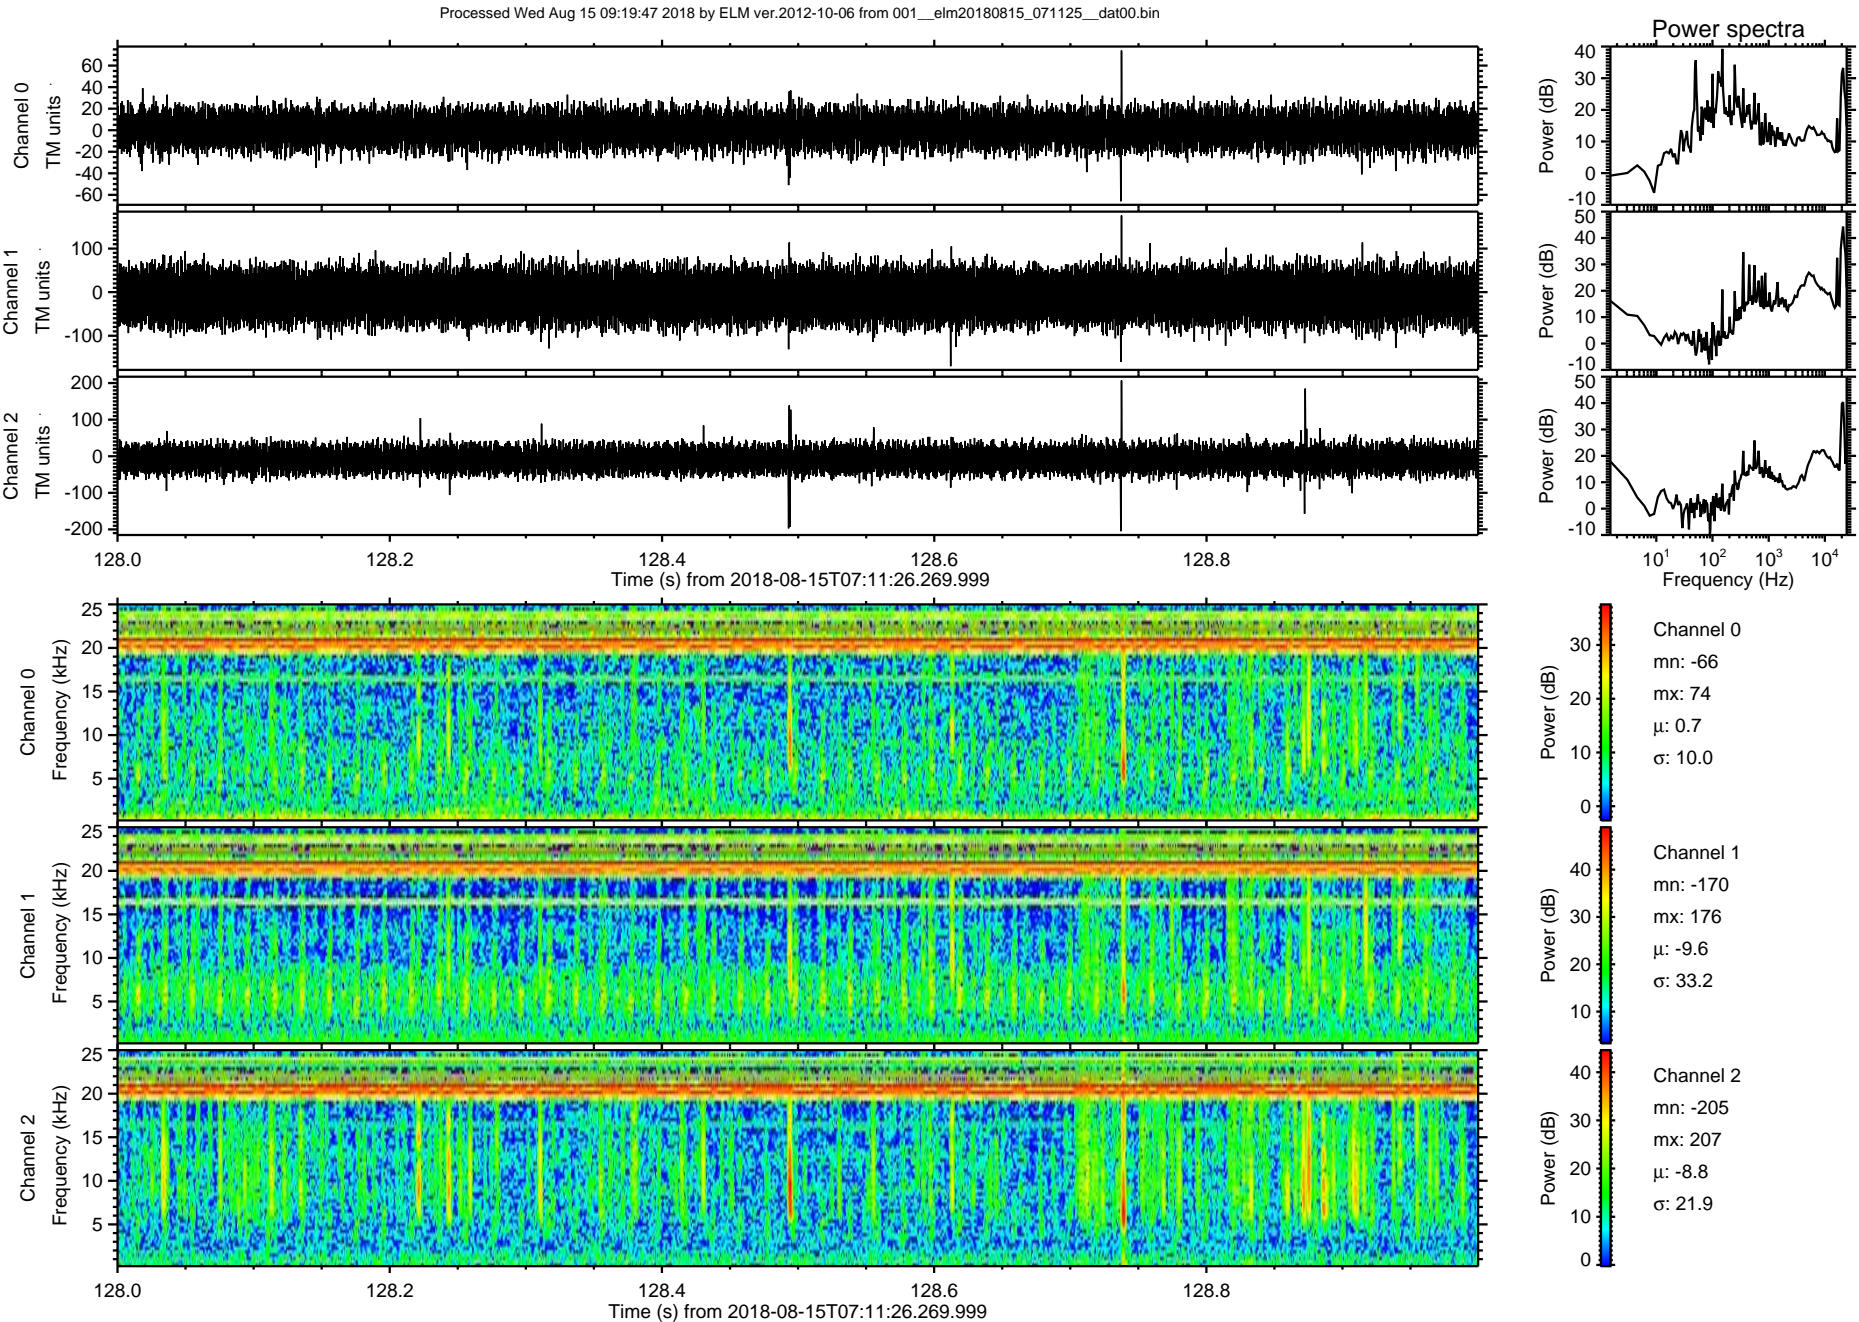 Processed Wed Aug 15 09:19:47 2018 by ELM ver.2012-10-06 from 001__elm20180815_071125__dat00.bin
Power spectra
Channel 0
TM units
60
40
20
0
-20
-40
-60
Power (dB)
40
30
20
10
0
-10
Channel 1
TM units
100
0
-100
Power (dB)
50
40
30
20
10
0
-10
Channel 2
TM units
200
100
0
-100
-200
Power (dB)
50
40
30
20
10
0
-10
128.0 128.2 128.4 128.6 128.8
Time (s) from 2018-08-15T07:11:26.269.999
10^1 10^2 10^3 10^4
Frequency (Hz)
Channel 0
Frequency (kHz)
25
20
15
10
5
Power (dB)
30
20
10
0
Channel 0
mn: -66
mx: 74
μ: 0.7
σ: 10.0
Channel 1
Frequency (kHz)
25
20
15
10
5
Power (dB)
40
30
20
10
Channel 1
mn: -170
mx: 176
μ: -9.6
σ: 33.2
Channel 2
Frequency (kHz)
25
20
15
10
5
Power (dB)
40
30
20
10
0
Channel 2
mn: -205
mx: 207
μ: -8.8
σ: 21.9
128.0 128.2 128.4 128.6 128.8
Time (s) from 2018-08-15T07:11:26.269.999